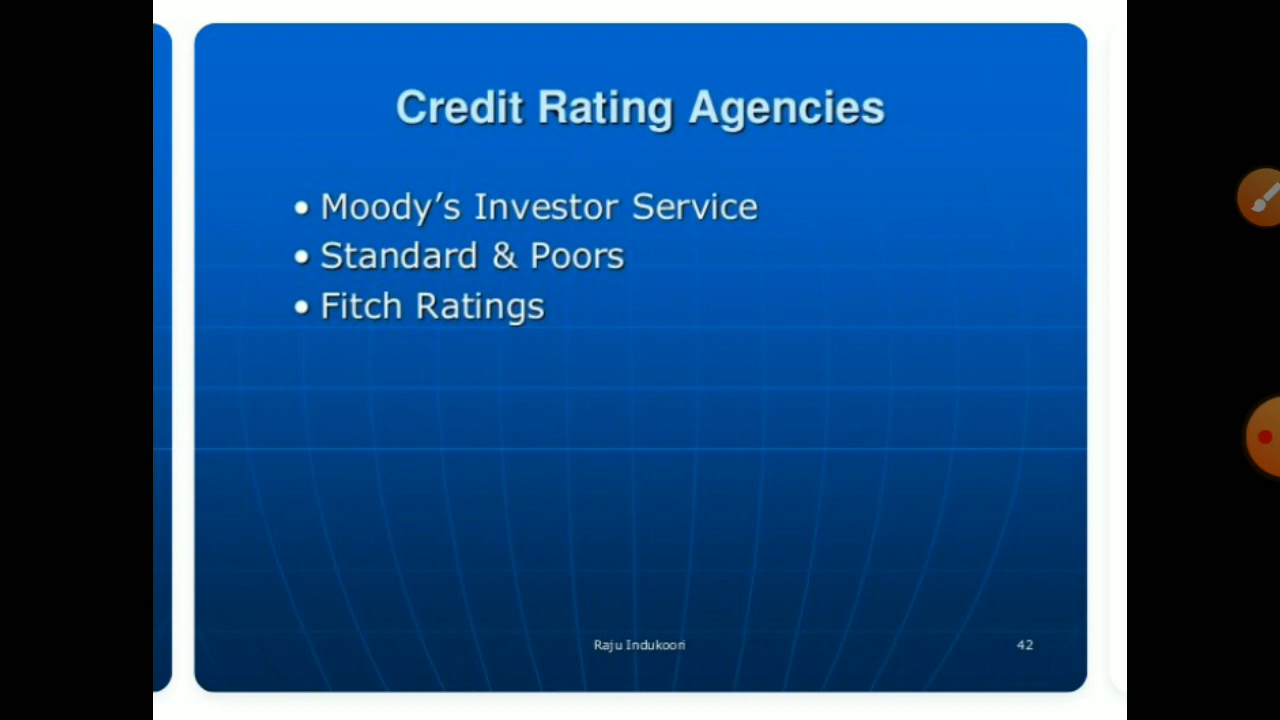 Credit Rating Agencies
• Moody’s Investor Service
• Standard & Poors
• Fitch Ratings
Raju Indukoori
42